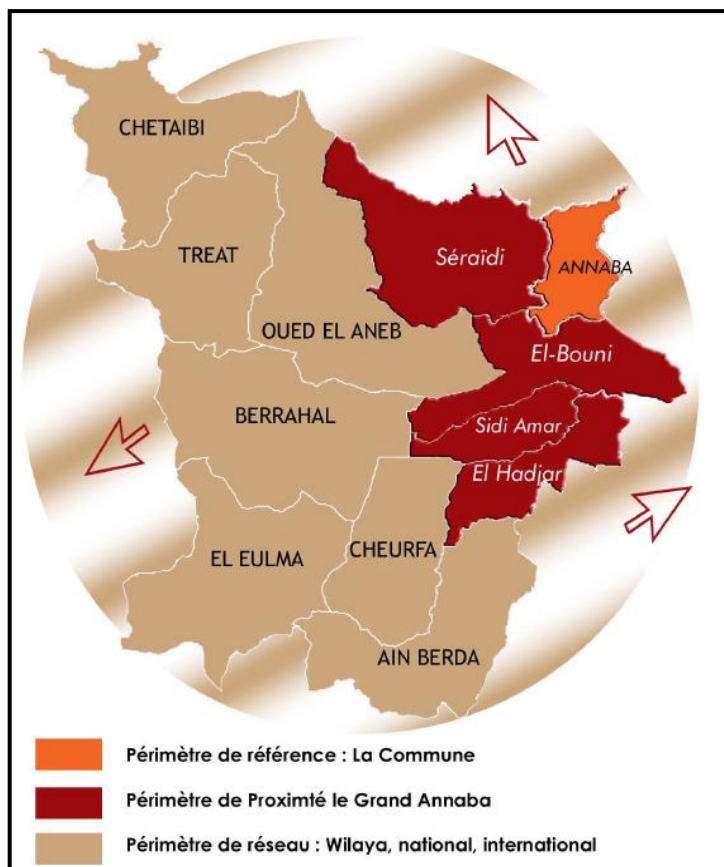 CHETAIBI
TREAT
Séraïdi
ANNABA
OUED EL ANEB
El-Bouni
BERRAHAL
Sidi Amar
El Hadjar
EL EULMA
CHEURFA
AIN BERDA
Périmètre de référence : La Commune
Périmètre de Proximté le Grand Annaba
Périmètre de réseau : Wilaya, national, international